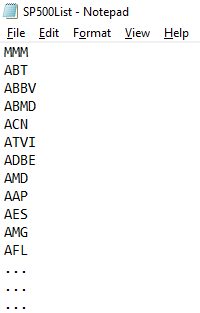 SP500List - Notepad
File Edit Format View Help
MMM
ABT
ABBV
ABMD
ACN
ATVI
ADBE
AMD
AAP
AES
AMG
AFL
...
...
...